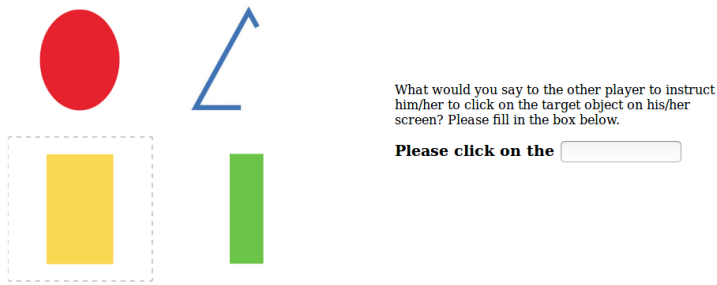 What would you say to the other player to instruct
him/her to click on the target object on his/her
screen? Please fill in the box below.
Please click on the